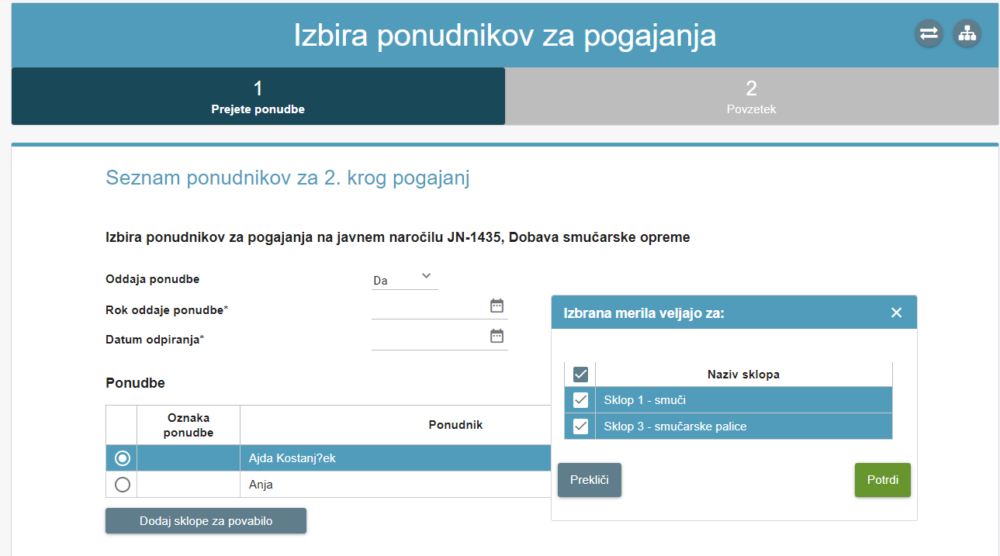 Izbira ponudnikov za pogajanja
1
Prejete ponudbe
2
Povzetek
Seznam ponudnikov za 2. krog pogajanj
Izbira ponudnikov za pogajanja na javnem naročilu JN-1435, Dobava smučarske opreme
Oddaja ponudbe
Da
Rok oddaje ponudbe*
Datum odpiranja*
Ponudbe
Oznaka
ponudbe
Ponudnik
Ajda Kostanj?ek
Anja
Dodaj sklope za povabilo
Izbrana merila veljajo za:
Naziv sklopa
Sklop 1 - smuči
Sklop 3 - smučarske palice
Prekliči
Potrdi